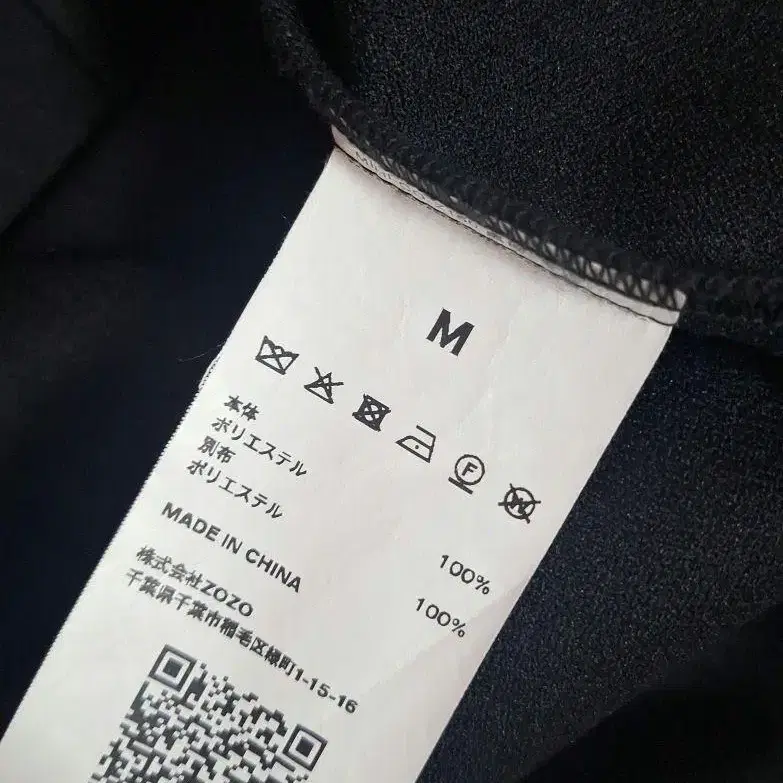 M
F
W
本体
ポリエステル 100%
別布
ポリエステル 100%
MADE IN CHINA
株式会社ZOZO
千葉県千葉市稲毛区緑町1-15-16